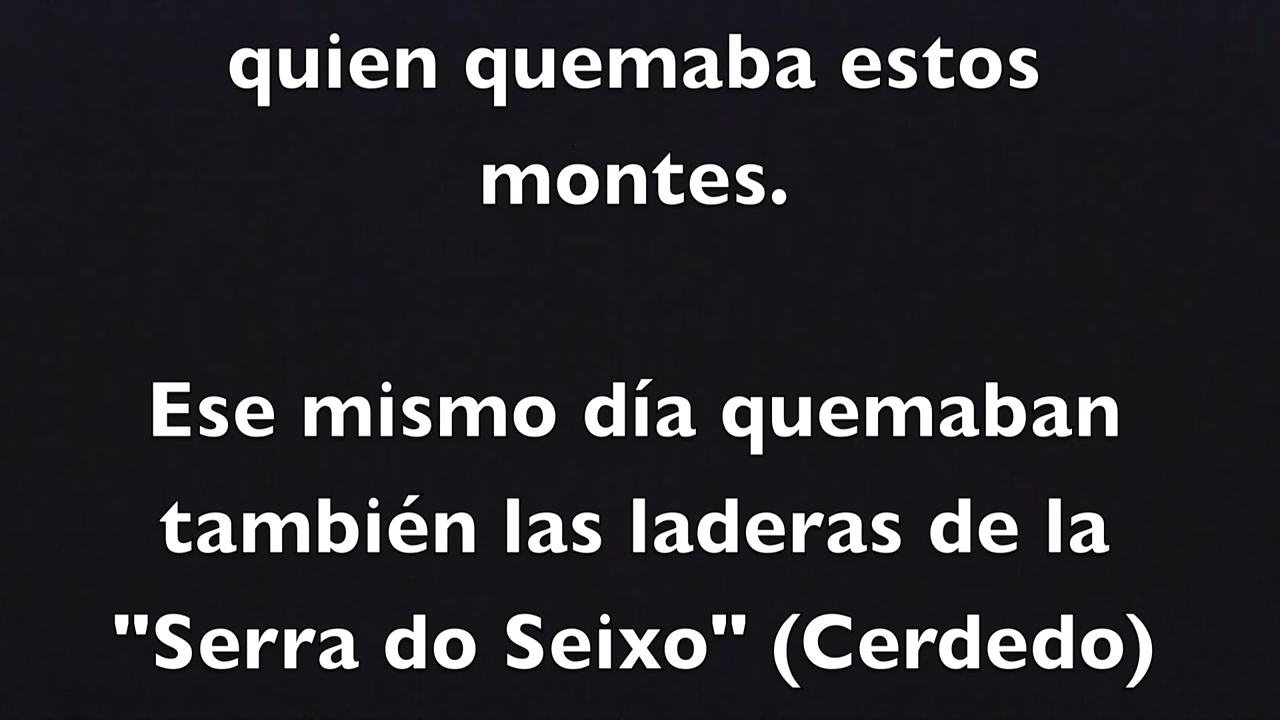 quien quemaba estos
montes.
Ese mismo día quemaban
también las laderas de la
"Serra do Seixo" (Cerdedo)